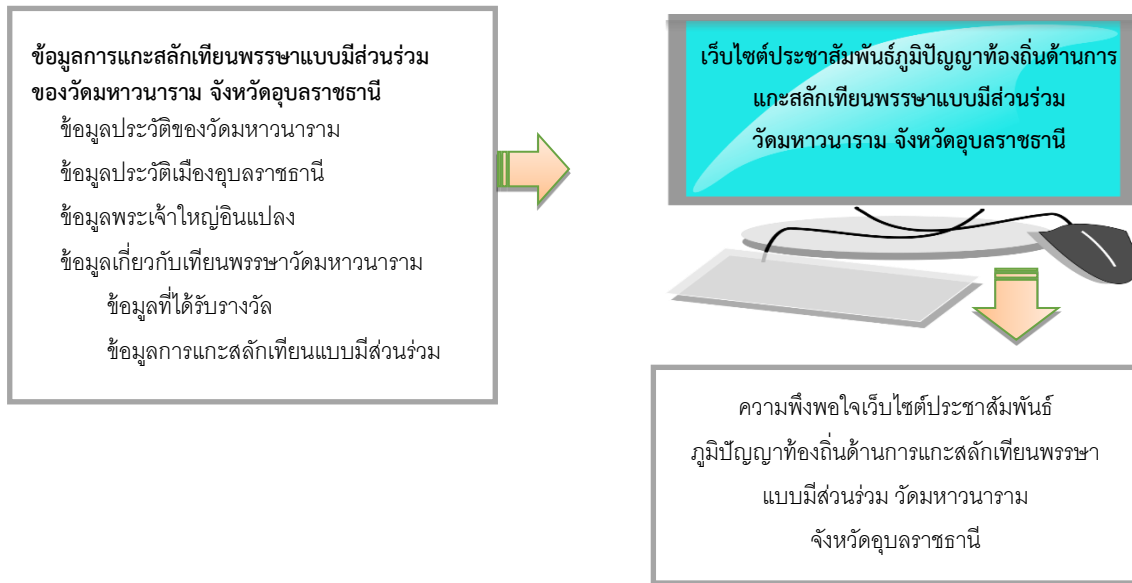 ข้อมูลการแกะสลักเทียนพรรษาแบบมีส่วนร่วม
ของวัดมหาวนาราม จังหวัดอุบลราชธานี
ข้อมูลประวัติของวัดมหาวนาราม
ข้อมูลประวัติเมืองอุบลราชธานี
ข้อมูลพระเจ้าใหญ่อินแปลง
ข้อมูลเกี่ยวกับเทียนพรรษาวัดมหาวนาราม
ข้อมูลที่ได้รับรางวัล
ข้อมูลการแกะสลักเทียนแบบมีส่วนร่วม
เว็บไซต์ประชาสัมพันธ์ภูมิปัญญาท้องถิ่นด้านการ
แกะสลักเทียนพรรษาแบบมีส่วนร่วม
วัดมหาวนาราม จังหวัดอุบลราชธานี
ความพึงพอใจเว็บไซต์ประชาสัมพันธ์
ภูมิปัญญาท้องถิ่นด้านการแกะสลักเทียนพรรษา
แบบมีส่วนร่วม วัดมหาวนาราม
จังหวัดอุบลราชธานี